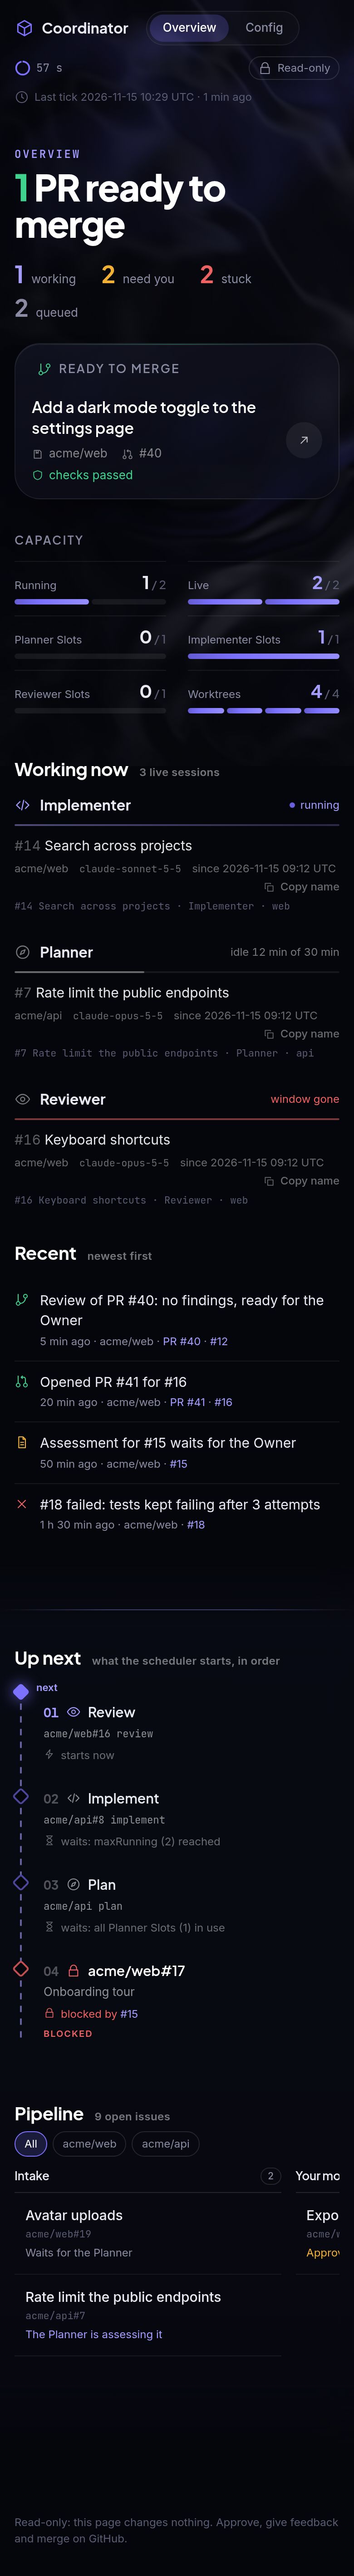 Coordinator
Overview
Config
57 s
Read-only
Last tick 2026-11-15 10:29 UTC · 1 min ago
OVERVIEW
1 PR ready to
merge
1 working 2 need you 2 stuck
2 queued
READY TO MERGE
Add a dark mode toggle to the
settings page
acme/web #40
checks passed
CAPACITY
Running 1 / 2
Live 2 / 2
Planner Slots 0 / 1
Implementer Slots 1 / 1
Reviewer Slots 0 / 1
Worktrees 4 / 4
Working now 3 live sessions
Implementer running
#14 Search across projects
acme/web claude-sonnet-5-5 since 2026-11-15 09:12 UTC
Copy name
#14 Search across projects · Implementer · web
Planner idle 12 min of 30 min
#7 Rate limit the public endpoints
acme/api claude-opus-5-5 since 2026-11-15 09:12 UTC
Copy name
#7 Rate limit the public endpoints · Planner · api
Reviewer window gone
#16 Keyboard shortcuts
acme/web claude-opus-5-5 since 2026-11-15 09:12 UTC
Copy name
#16 Keyboard shortcuts · Reviewer · web
Recent newest first
Review of PR #40: no findings, ready for the
Owner
5 min ago · acme/web · PR #40 · #12
Opened PR #41 for #16
20 min ago · acme/web · PR #41 · #16
Assessment for #15 waits for the Owner
50 min ago · acme/web · #15
#18 failed: tests kept failing after 3 attempts
1 h 30 min ago · acme/web · #18
Up next what the scheduler starts, in order
next
01 Review
acme/web#16 review
starts now
02 Implement
acme/api#8 implement
waits: maxRunning (2) reached
03 Plan
acme/api plan
waits: all Planner Slots (1) in use
04 acme/web#17
Onboarding tour
blocked by #15
BLOCKED
Pipeline 9 open issues
All acme/web acme/api
Intake 2
Avatar uploads
acme/web#19
Waits for the Planner
Rate limit the public endpoints
acme/api#7
The Planner is assessing it
Your mo
Expo
acme/w
Approv
Read-only: this page changes nothing. Approve, give feedback
and merge on GitHub.